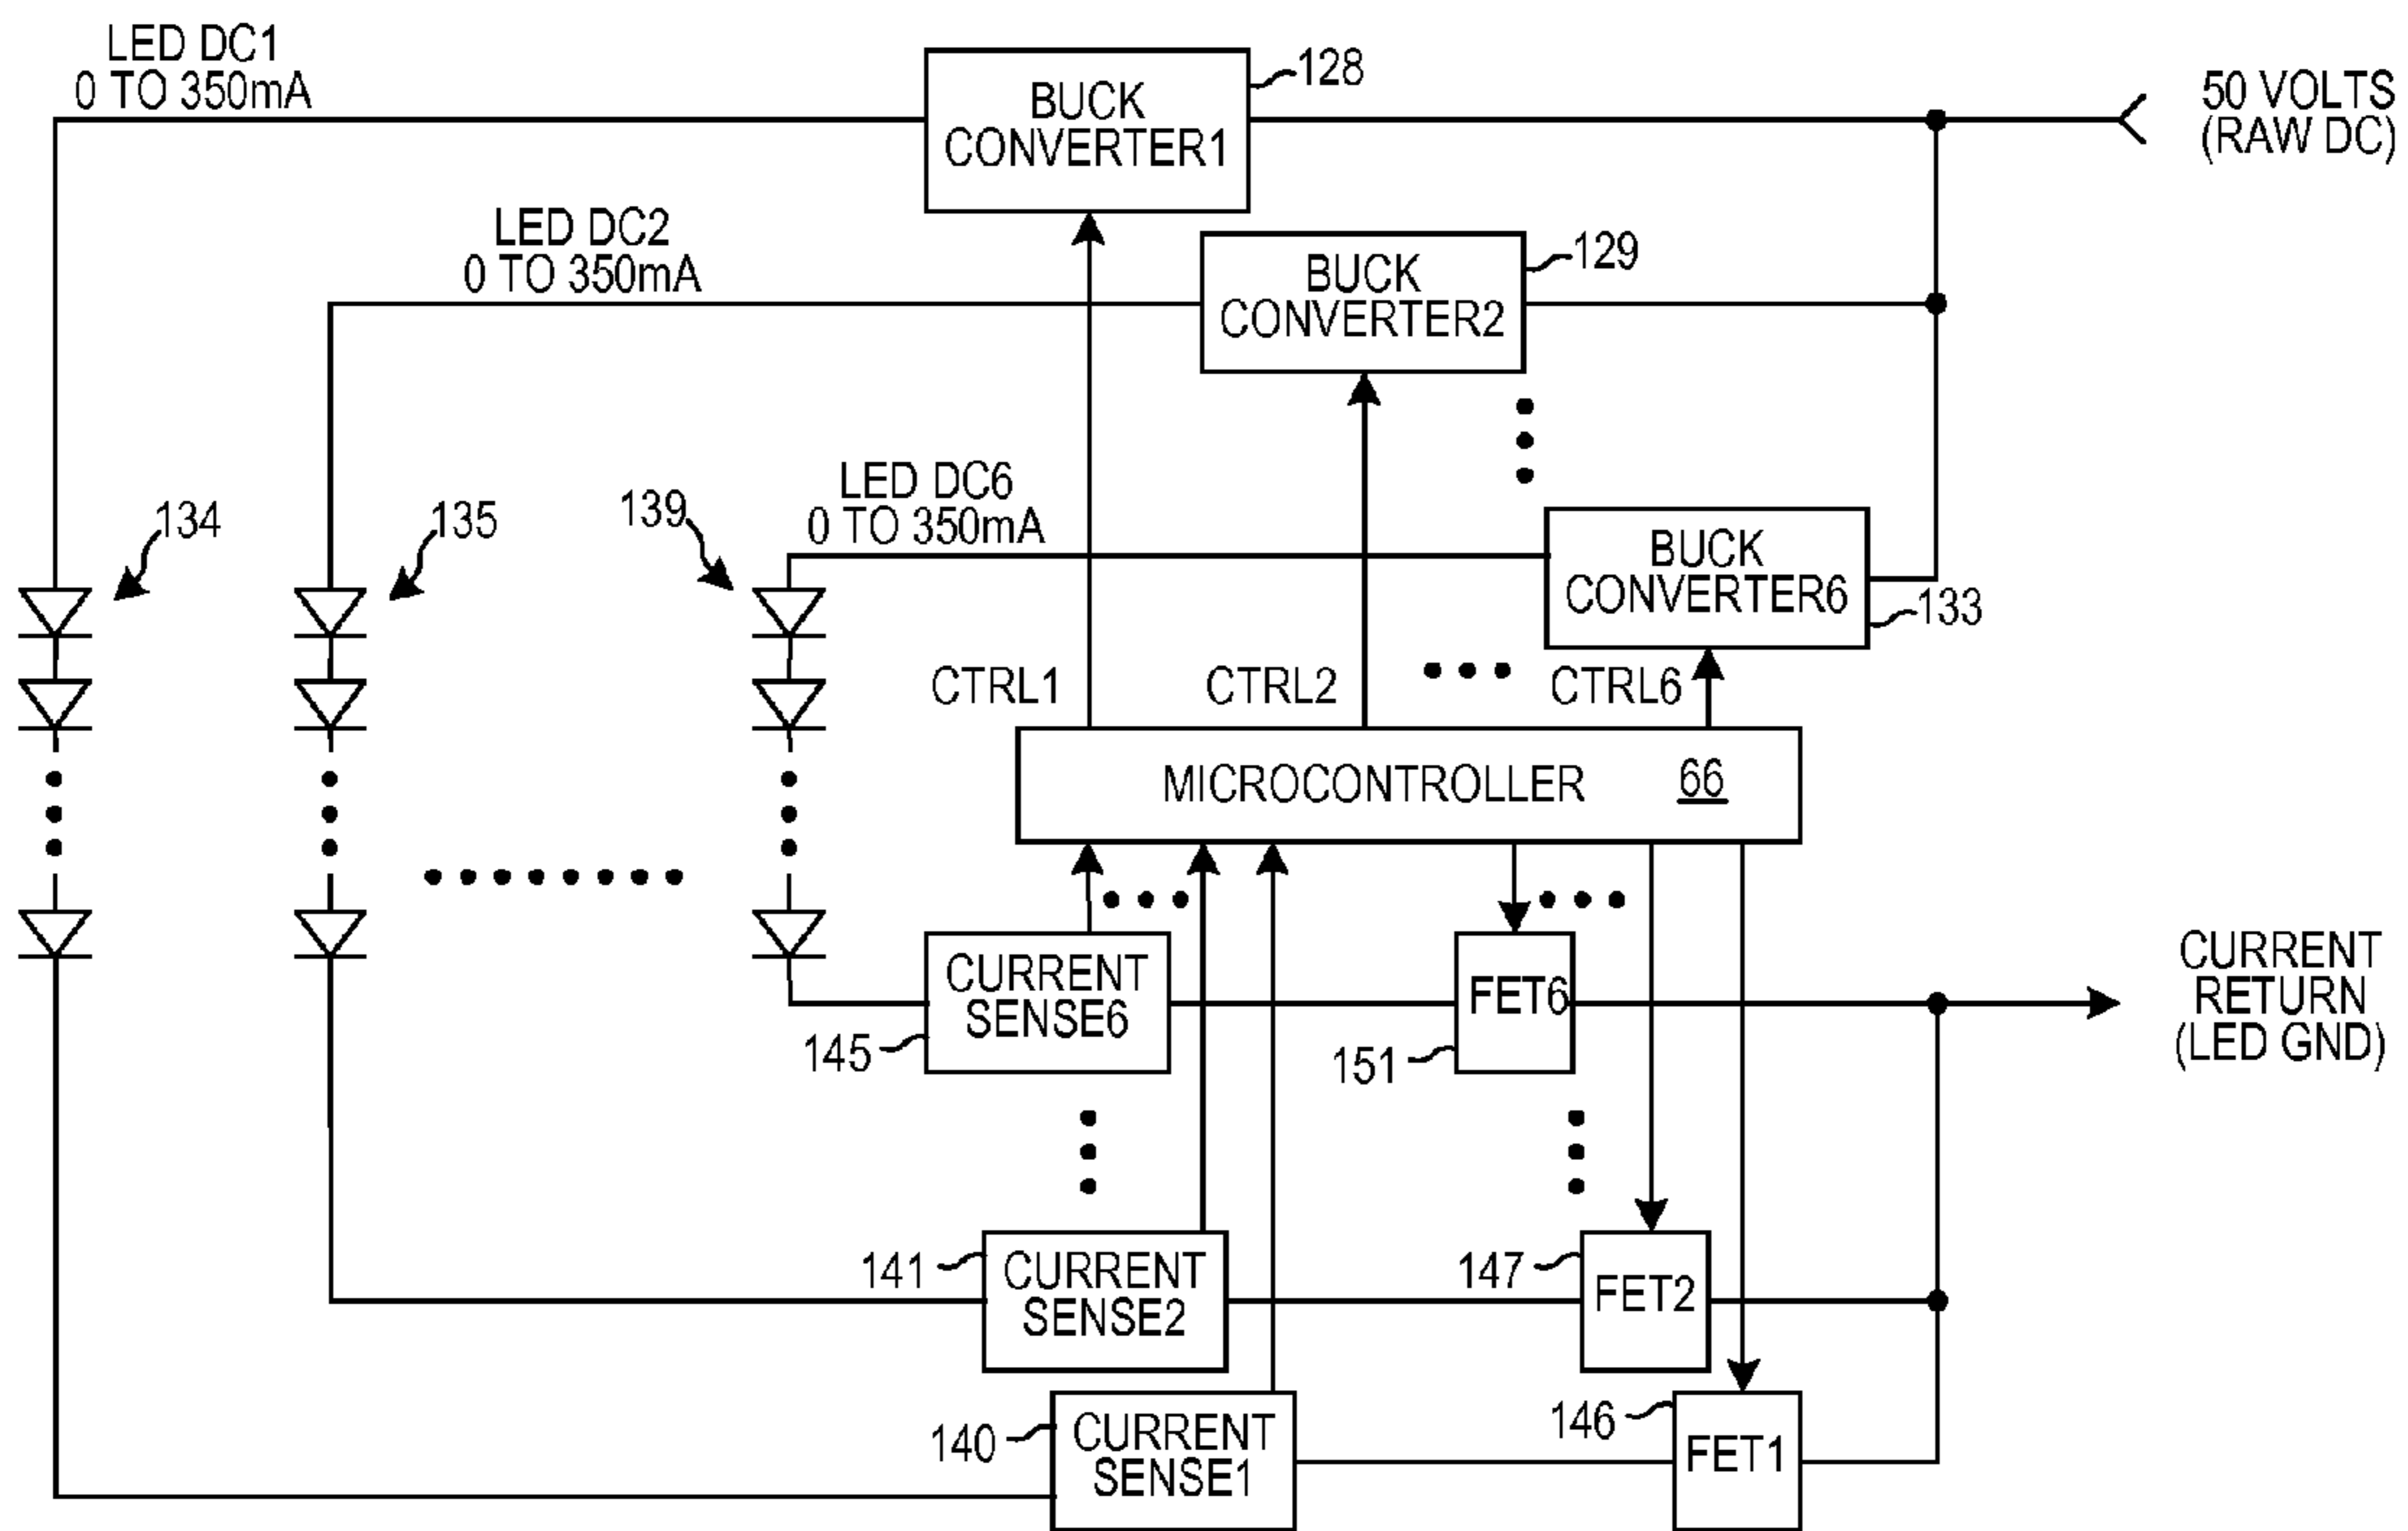 LED DC1
0 TO 350mA
BUCK
CONVERTER1
128
50 VOLTS
(RAW DC)
LED DC2
0 TO 350mA
BUCK
CONVERTER2
129
LED DC6
0 TO 350mA
BUCK
CONVERTER6
133
134
135
139
CTRL1
CTRL2
CTRL6
MICROCONTROLLER 66
CURRENT
SENSE6
145
FET6
151
CURRENT
RETURN
(LED GND)
141
CURRENT
SENSE2
147
FET2
140
CURRENT
SENSE1
146
FET1